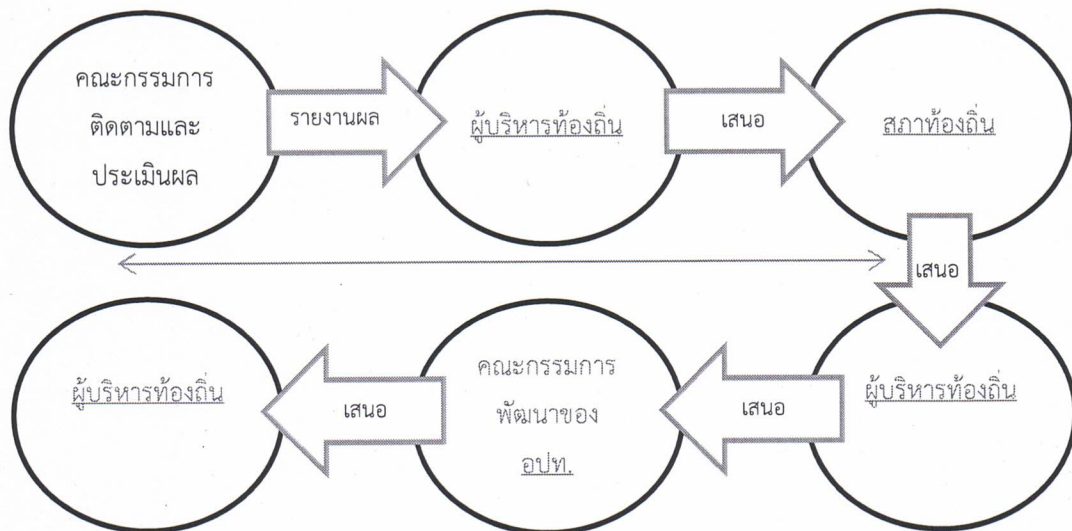 คณะกรรมการ
ติดตามและ
ประเมินผล
รายงานผล
ผู้บริหารท้องถิ่น
เสนอ
สภาท้องถิ่น
เสนอ
ผู้บริหารท้องถิ่น
เสนอ
คณะกรรมการ
พัฒนาของ
อปท.
เสนอ
ผู้บริหารท้องถิ่น